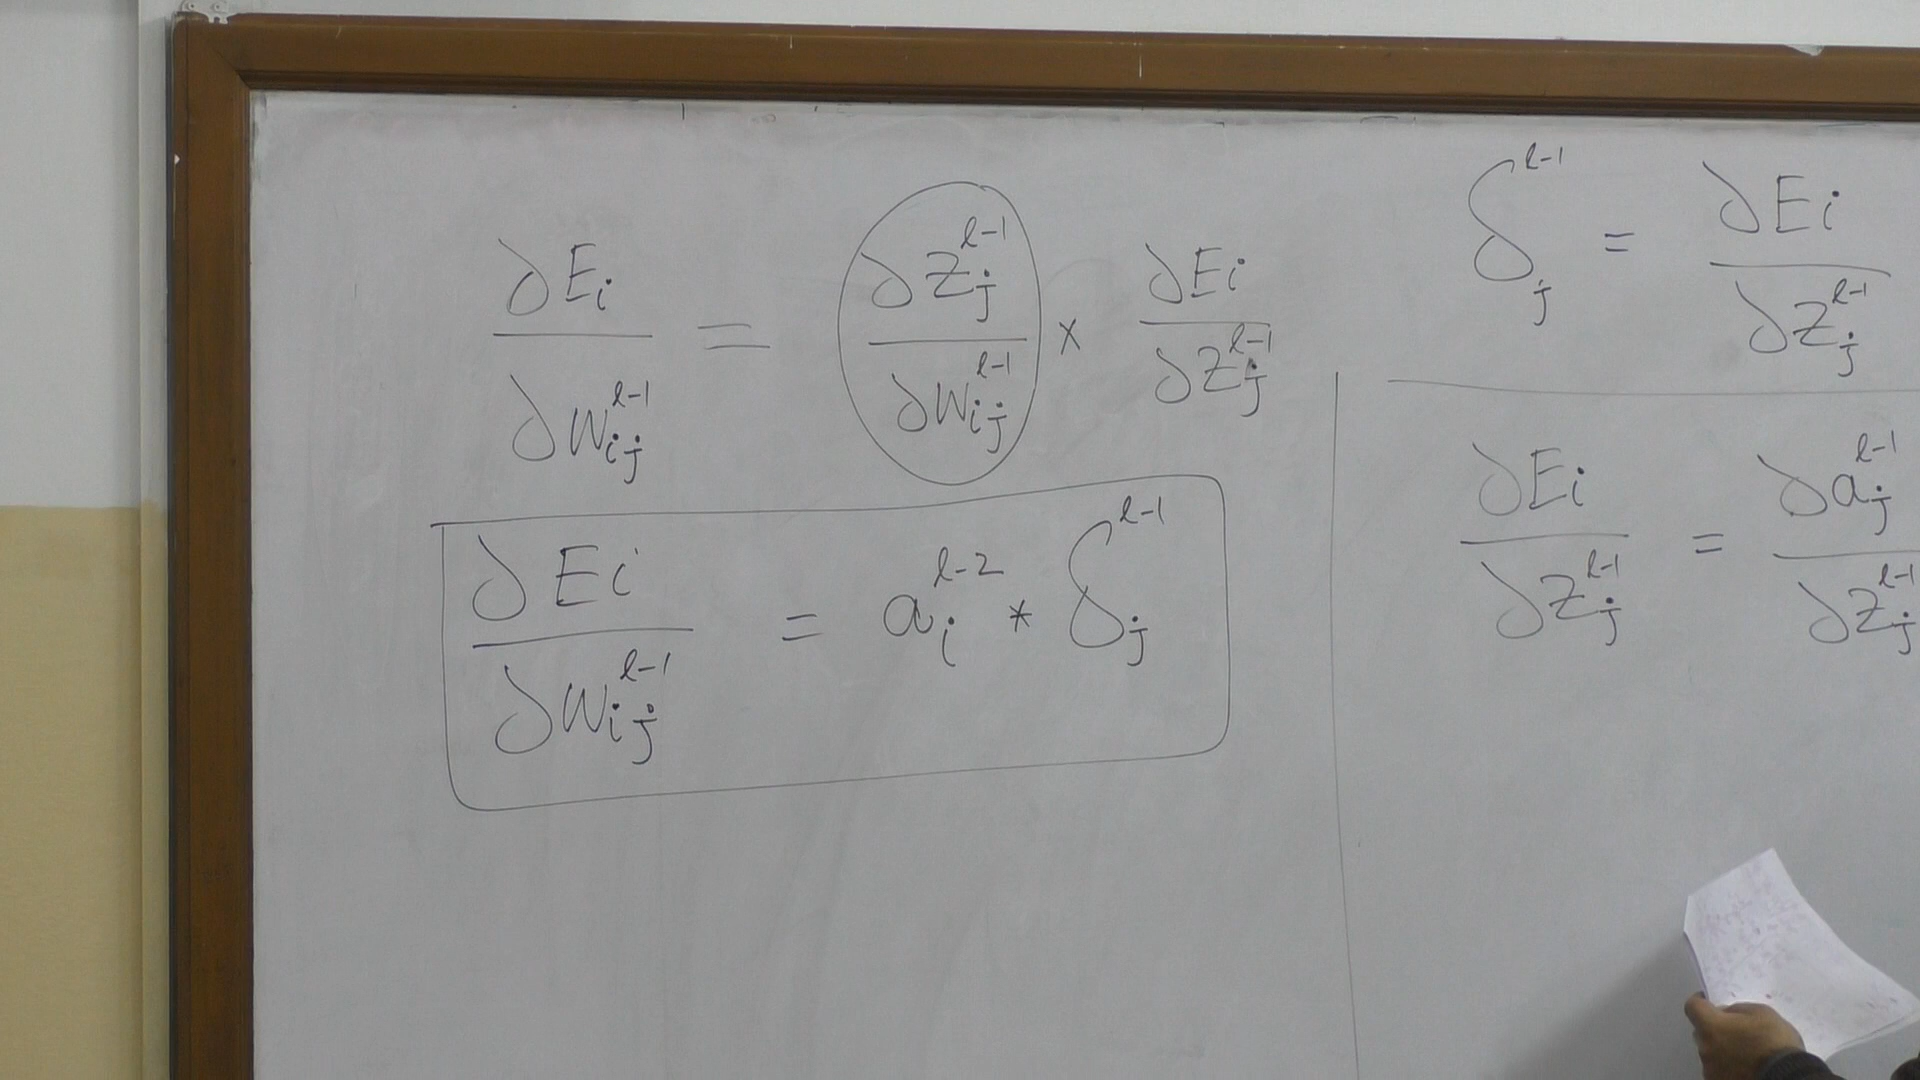 ∂Ei / ∂w_ij^{l-1} = ∂z_j^{l-1} / ∂w_ij^{l-1} × ∂Ei / ∂z_j^{l-1}
∂Ei / ∂w_ij^{l-1} = a_i^{l-2} * δ_j^{l-1}
δ_j^{l-1} = ∂Ei / ∂z_j^{l-1}
∂Ei / ∂z_j^{l-1} = ∂a_j^{l-1} / ∂z_j^{l-1}